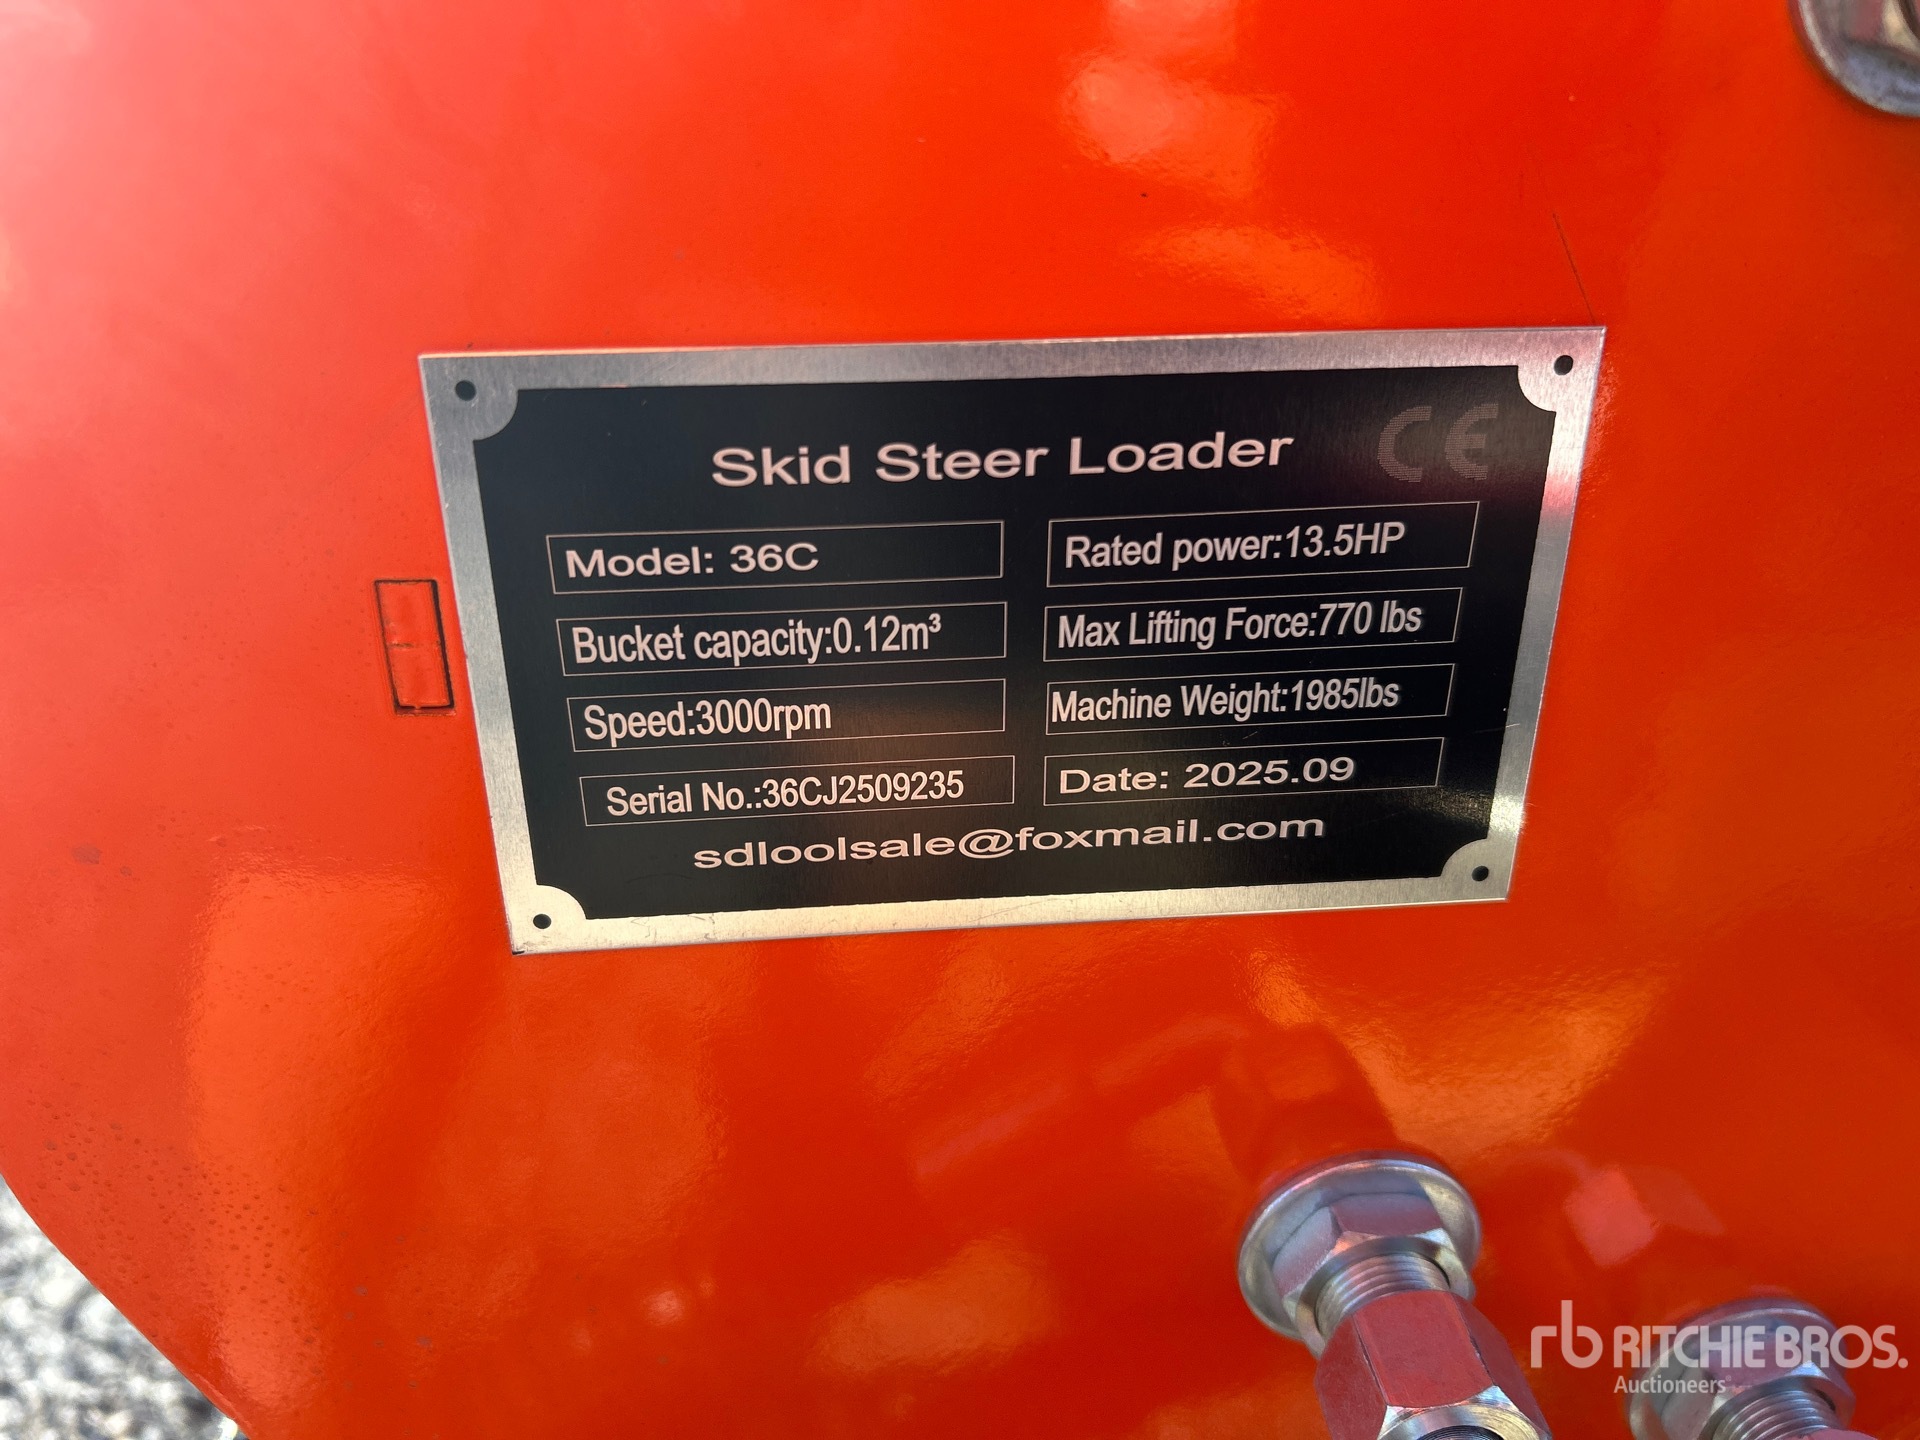 Skid Steer Loader CE
Model: 36C
Rated power:13.5HP
Bucket capacity:0.12m³
Max Lifting Force:770 lbs
Speed:3000rpm
Machine Weight:1985lbs
Serial No.:36CJ2509235
Date: 2025.09
sdloolsale@foxmail.com
rb RITCHIE BROS.
Auctioneers